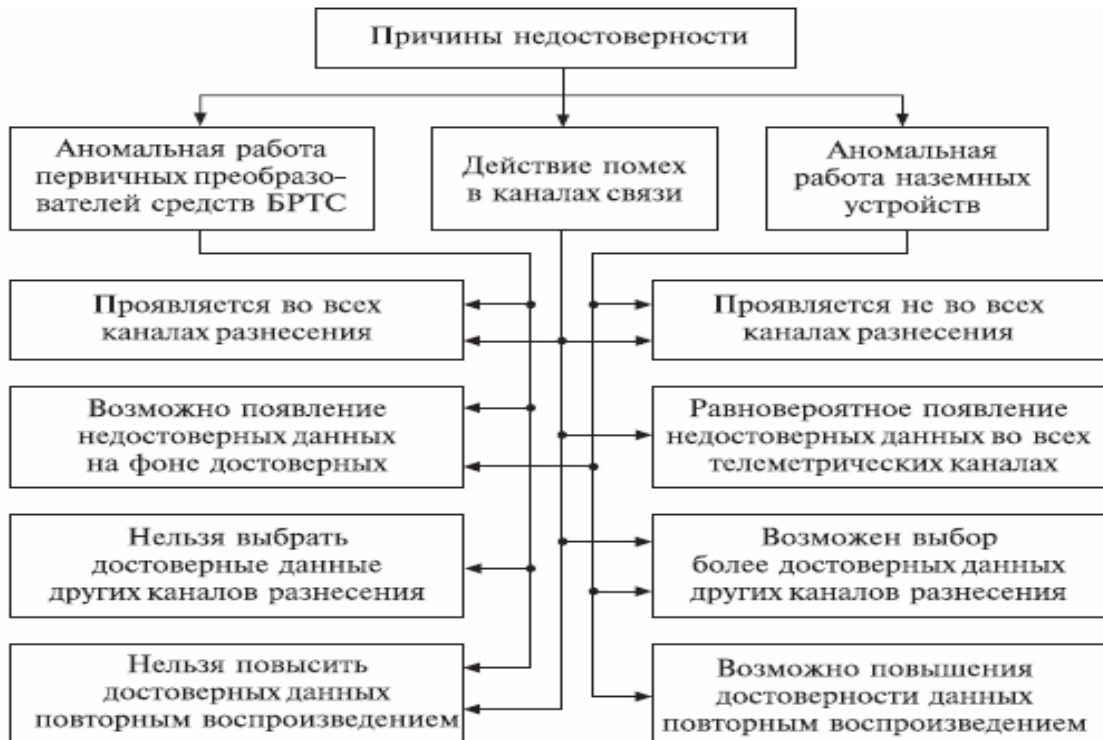 Причины недостоверности
Аномальная работа
первичных преобразо-
вателей средств БРТС
Действие помех
в каналах связи
Аномальная
работа наземных
устройств
Проявляется во всех
каналах разнесения
Проявляется не во всех
каналах разнесения
Возможно появление
недостоверных данных
на фоне достоверных
Равновероятное появление
недостоверных данных во всех
телеметрических каналах
Нельзя выбрать
достоверные данные
других каналов разнесения
Возможен выбор
более достоверных данных
других каналов разнесения
Нельзя повысить
достоверных данных
повторным воспроизведением
Возможно повышения
достоверности данных
повторным воспроизведением